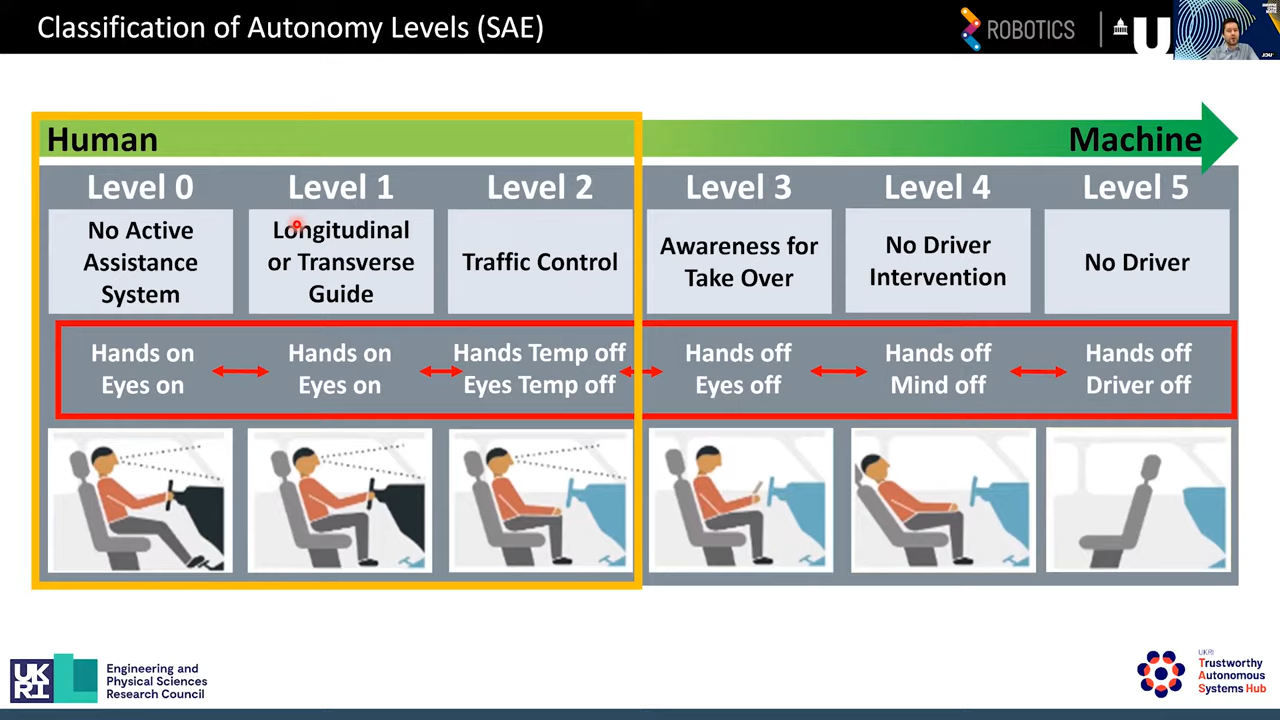 Classification of Autonomy Levels (SAE)
ROBOTICS
U
Human
Machine
Level 0
Level 1
Level 2
Level 3
Level 4
Level 5
No Active
Assistance
System
Longitudinal
or Transverse
Guide
Traffic Control
Awareness for
Take Over
No Driver
Intervention
No Driver
Hands on
Eyes on
Hands on
Eyes on
Hands Temp off
Eyes Temp off
Hands off
Eyes off
Hands off
Mind off
Hands off
Driver off
UK
RI
Engineering and
Physical Sciences
Research Council
UKRI
Trustworthy
Autonomous
Systems Hub